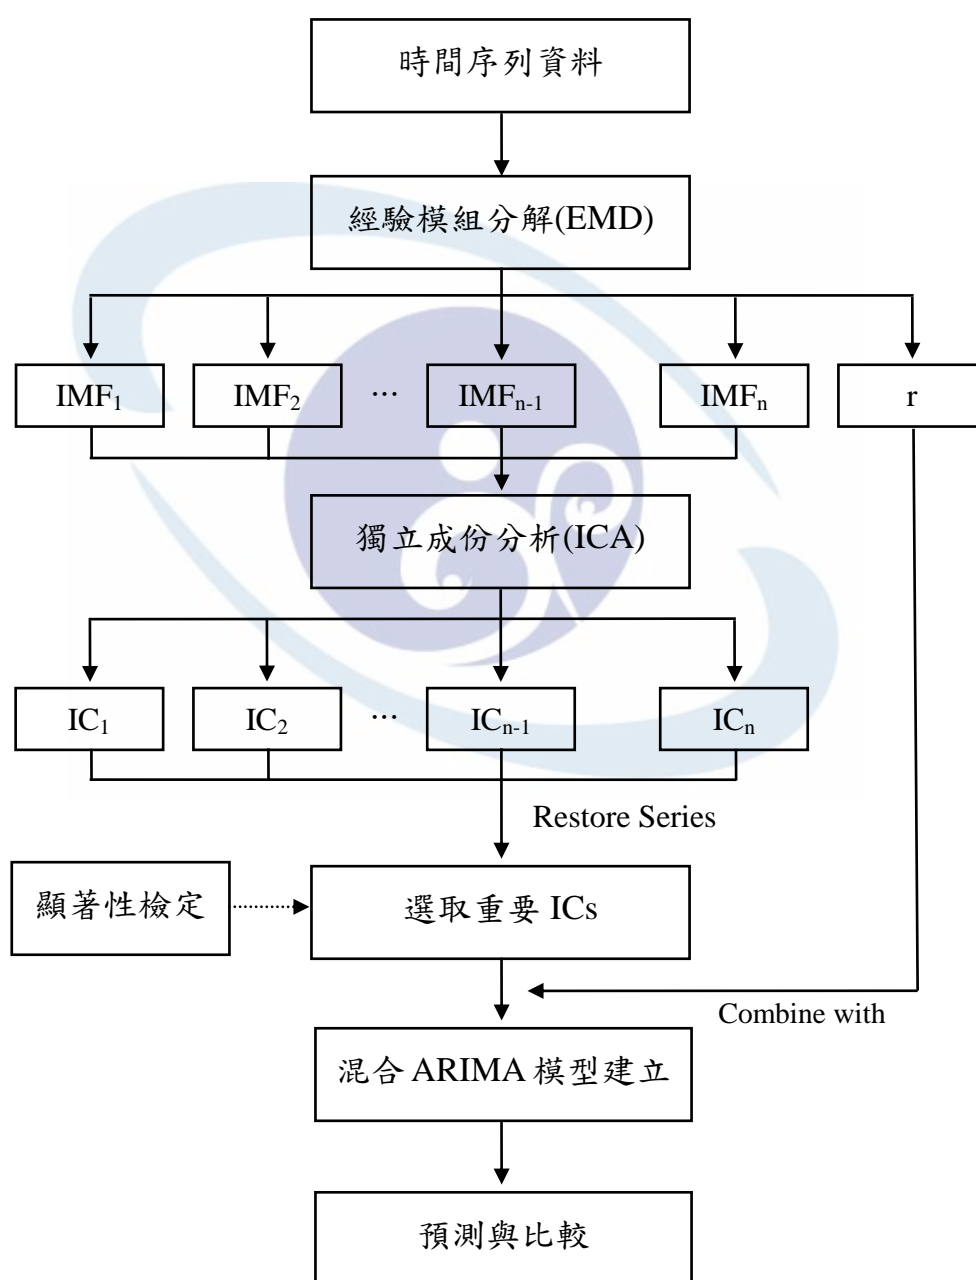 時間序列資料
經驗模組分解(EMD)
IMF₁ IMF₂ ... IMFₙ₋₁ IMFₙ r
獨立成份分析(ICA)
IC₁ IC₂ ... ICₙ₋₁ ICₙ
Restore Series
顯著性檢定 選取重要 ICs
Combine with
混合 ARIMA 模型建立
預測與比較